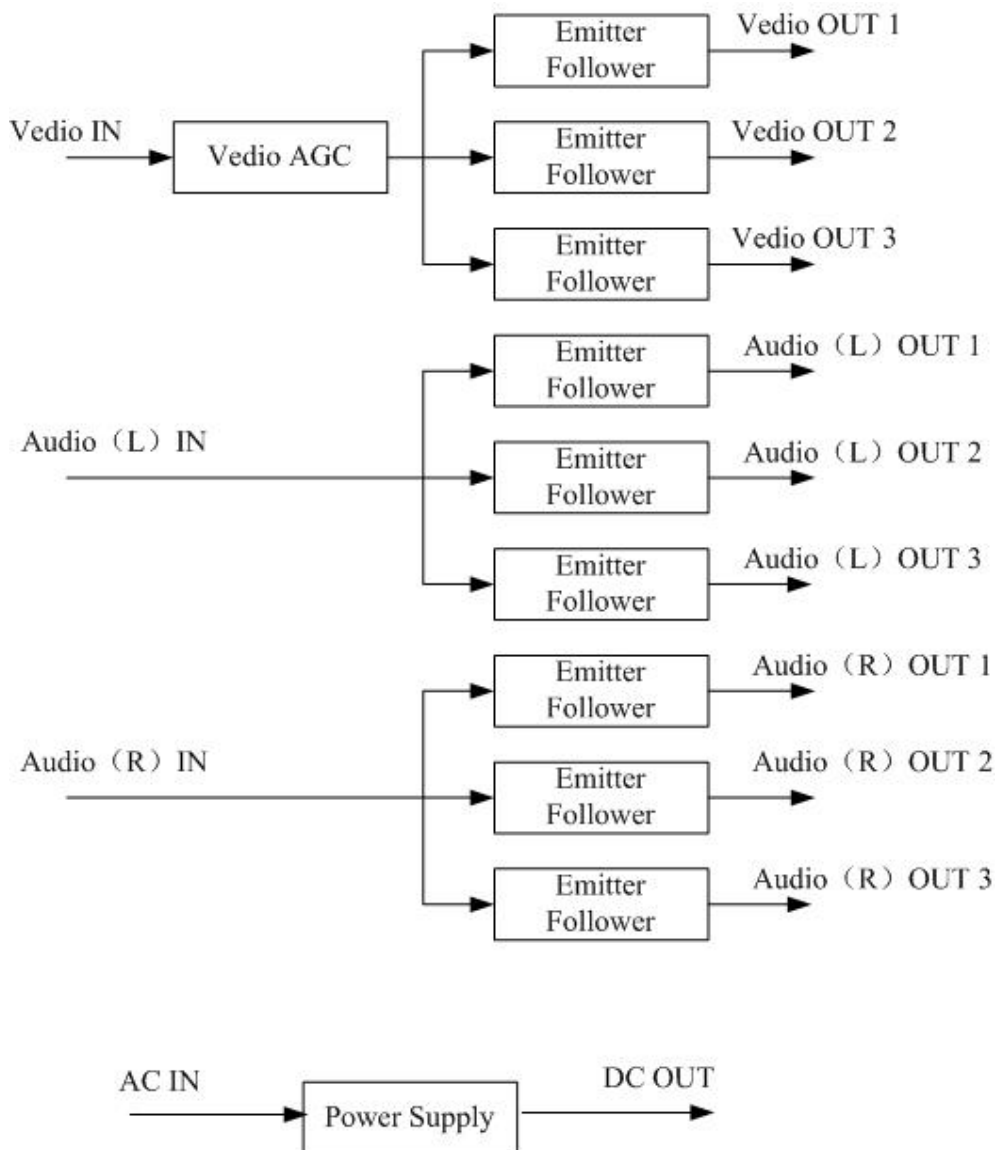 Emitter
Follower
Vedio OUT 1
Vedio IN
Vedio AGC
Emitter
Follower
Vedio OUT 2
Emitter
Follower
Vedio OUT 3
Emitter
Follower
Audio（L）OUT 1
Audio（L）IN
Emitter
Follower
Audio（L）OUT 2
Emitter
Follower
Audio（L）OUT 3
Emitter
Follower
Audio（R）OUT 1
Audio（R）IN
Emitter
Follower
Audio（R）OUT 2
Emitter
Follower
Audio（R）OUT 3
AC IN
Power Supply
DC OUT